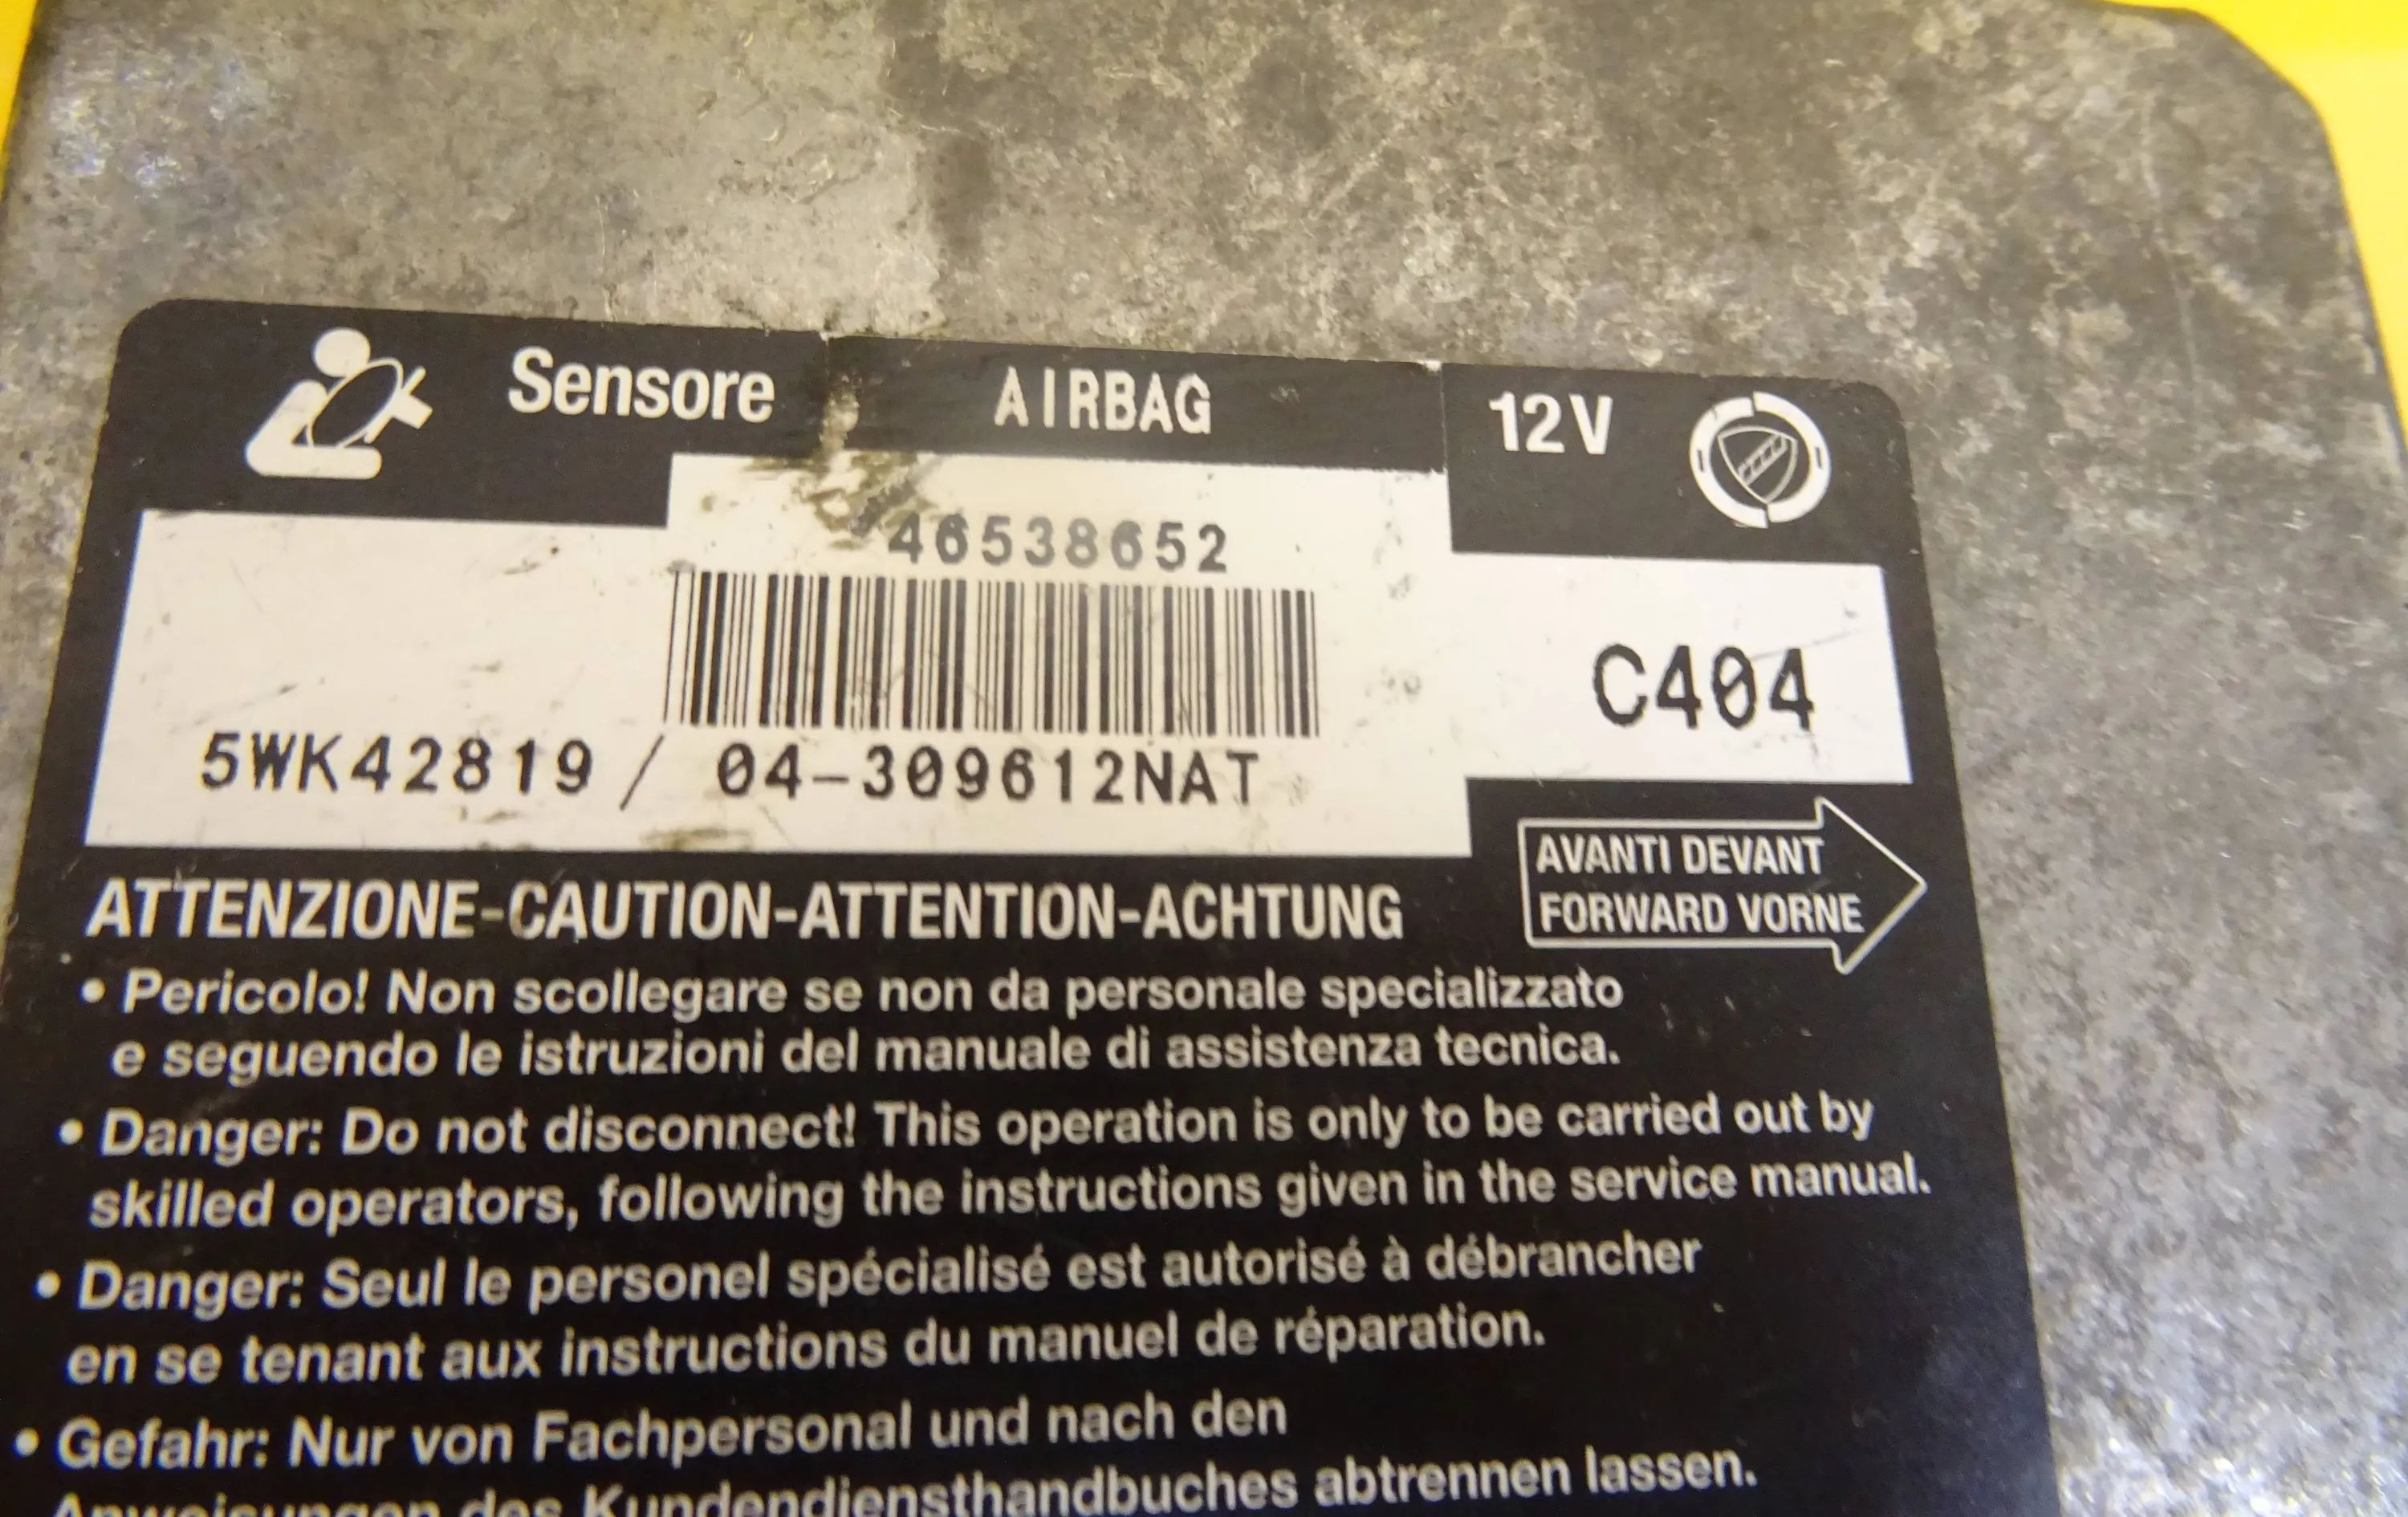 Sensore AIRBAG 12V
46538652
C404
5WK42819 / 04-309612NAT
AVANTI DEVANT
FORWARD VORNE
ATTENZIONE-CAUTION-ATTENTION-ACHTUNG
• Pericolo! Non scollegare se non da personale specializzato
e seguendo le istruzioni del manuale di assistenza tecnica.
• Danger: Do not disconnect! This operation is only to be carried out by
skilled operators, following the instructions given in the service manual.
• Danger: Seul le personel spécialisé est autorisé à débrancher
en se tenant aux instructions du manuel de réparation.
• Gefahr: Nur von Fachpersonal und nach den
Anweisungen des Kundendiensthandbuches abtrennen lassen.